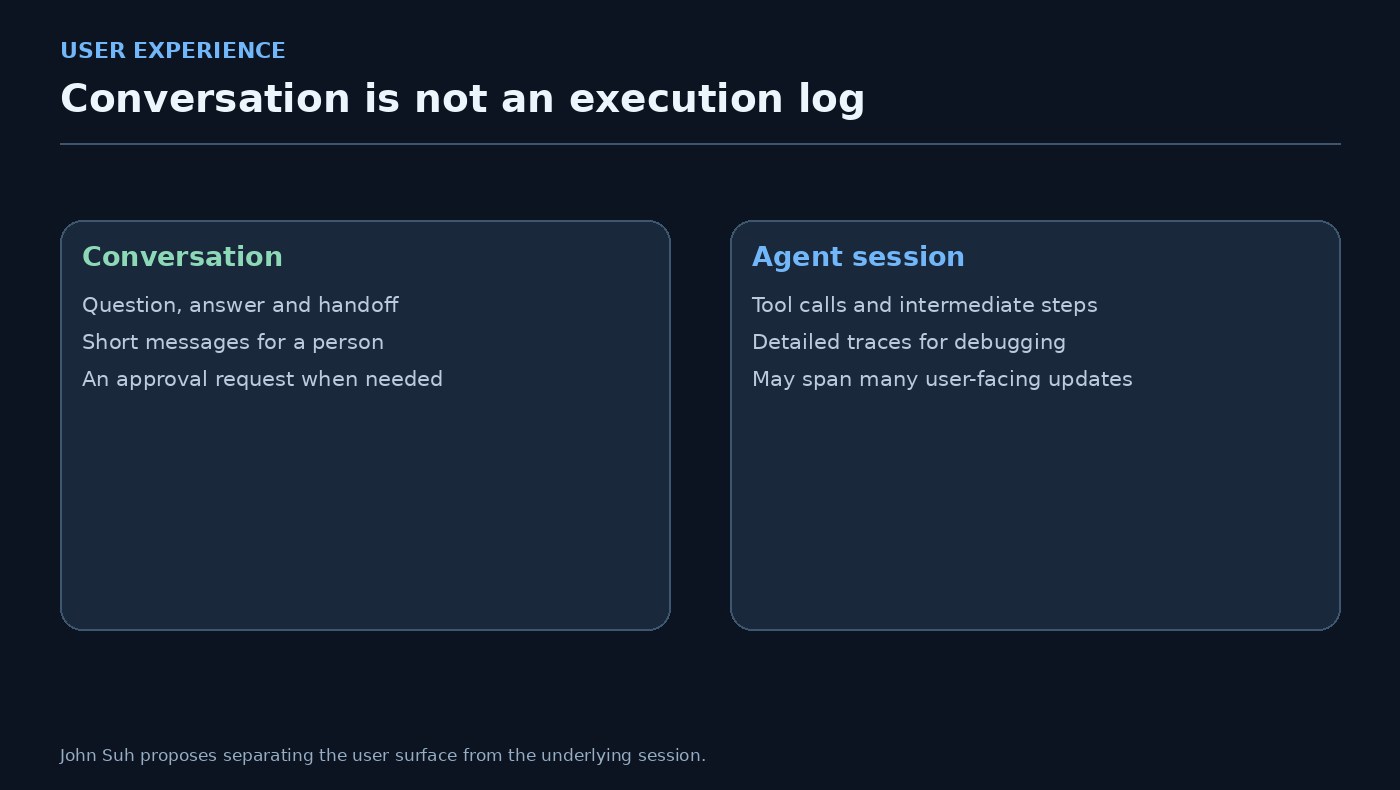 USER EXPERIENCE
Conversation is not an execution log
Conversation
Question, answer and handoff
Short messages for a person
An approval request when needed
Agent session
Tool calls and intermediate steps
Detailed traces for debugging
May span many user-facing updates
John Suh proposes separating the user surface from the underlying session.